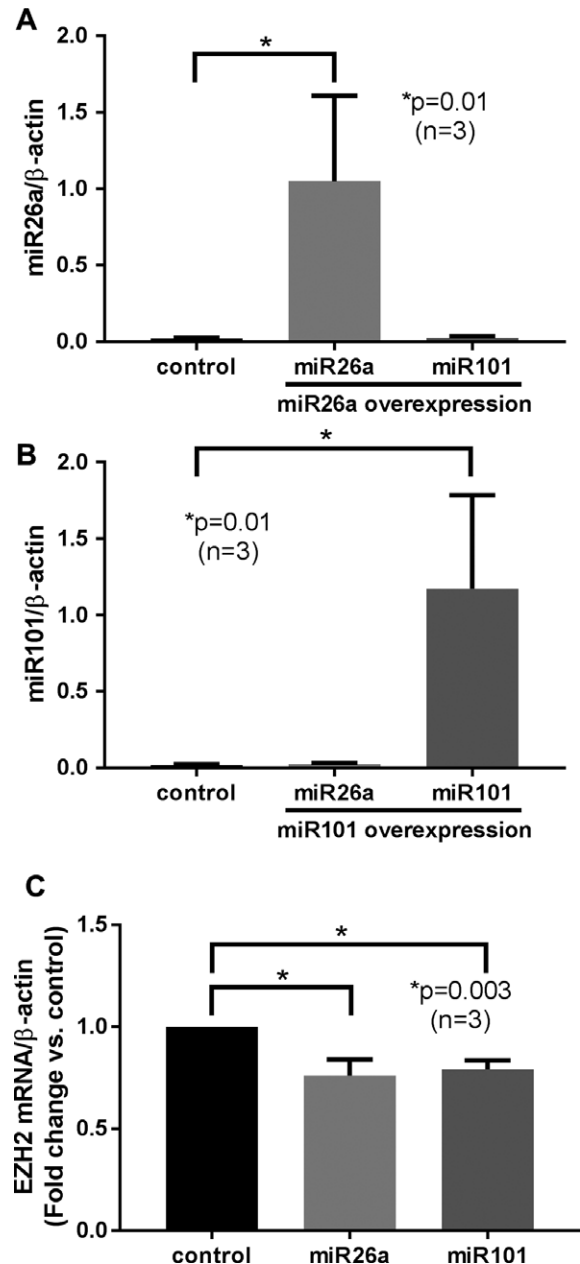 A
miR26a/β-actin
2.0
1.5
1.0
0.5
0.0
*
*p=0.01
(n=3)
control
miR26a
miR101
miR26a overexpression
B
miR101/β-actin
2.0
1.5
1.0
0.5
0.0
*
*p=0.01
(n=3)
control
miR26a
miR101
miR101 overexpression
C
EZH2 mRNA/β-actin
(Fold change vs. control)
1.5
1.0
0.5
0.0
*
*
*p=0.003
(n=3)
control
miR26a
miR101